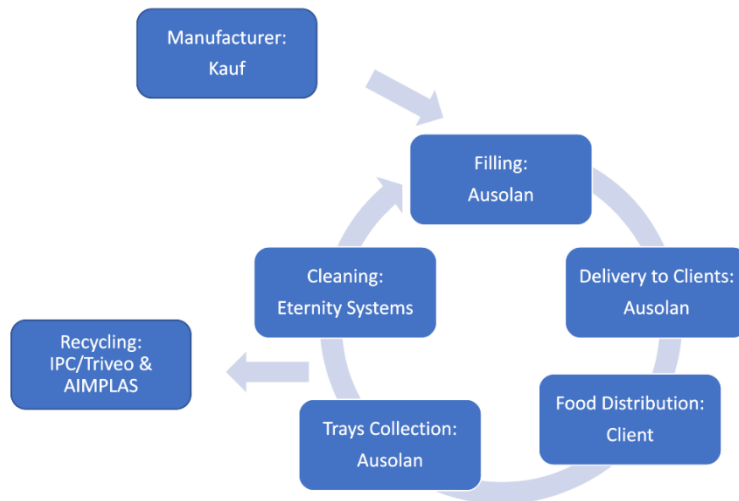 Manufacturer:
Kauf
Filling:
Ausolan
Delivery to Clients:
Ausolan
Food Distribution:
Client
Trays Collection:
Ausolan
Cleaning:
Eternity Systems
Recycling:
IPC/Triveo &
AIMPLAS